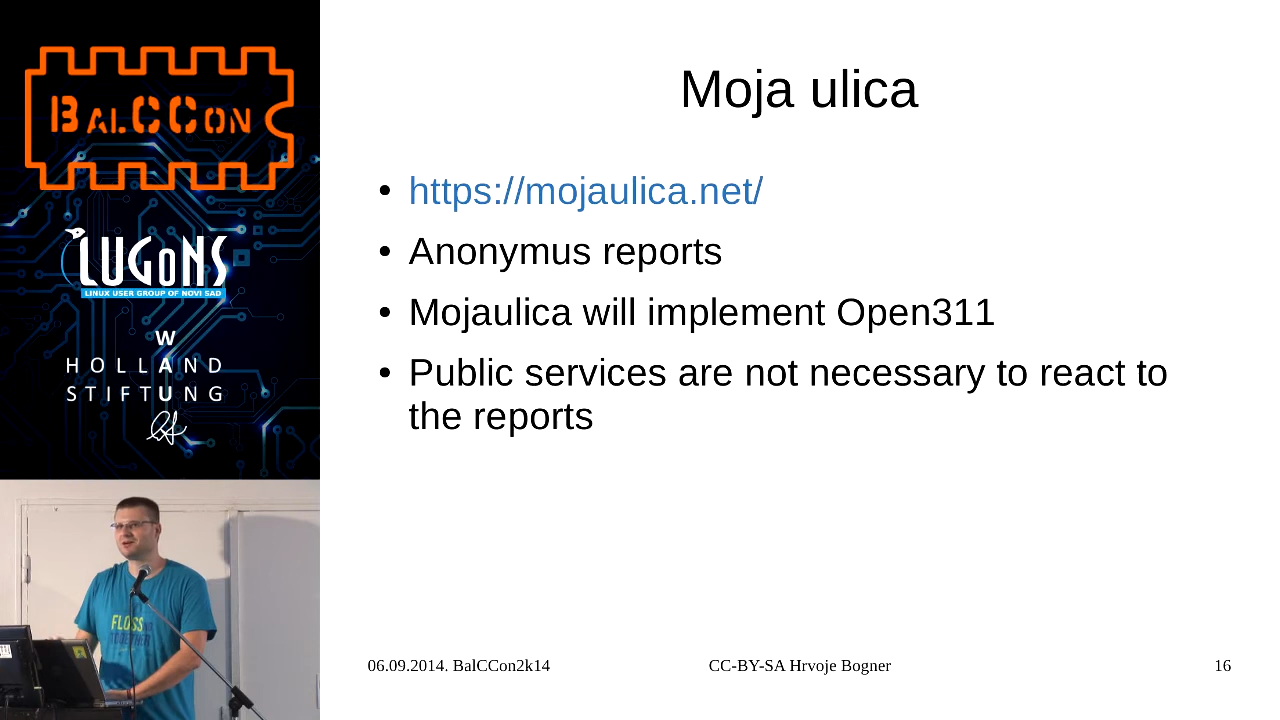 BALCCON
LUGONS
LINUX USER GROUP OF NOVI SAD
W
HOLLAND
STIFTUNG
Moja ulica
• https://mojaulica.net/
• Anonymus reports
• Mojaulica will implement Open311
• Public services are not necessary to react to
the reports
FLOSS
TOGETHER
06.09.2014. BalCCon2k14
CC-BY-SA Hrvoje Bogner
16